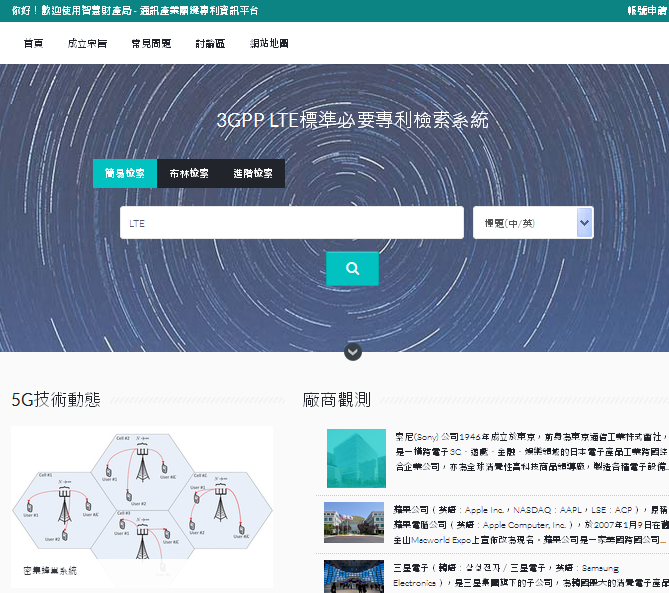 你好！歡迎使用智慧財產局 - 通訊產業關鍵專利資訊平台
帳號申請
首頁 成立宗旨 常見問題 討論區 網站地圖
3GPP LTE標準必要專利檢索系統
簡易檢索 布林檢索 進階檢索
LTE 標題(中/英)
5G技術動態
廠商觀測
Cell #1
Cell #2
Cell #3
User #1
User #2
User #K
密集蜂巢系統
索尼(Sony) 公司1946年成立於東京，前身為東京通信工業株式會社，
是一橫跨電子3C、遊戲、金融、娛樂領域的日本電子產品工業跨國綜
合企業公司，亦為全球消費性高科技商品領導廠，製造各種電子設備..
蘋果公司（英語：Apple Inc.，NASDAQ：AAPL，LSE：ACP），原稱
蘋果電腦公司（英語：Apple Computer, Inc.），於2007年1月9日在舊
金山Macworld Expo上宣佈改為現名。蘋果公司是一家美國跨國公司...
三星電子（韓語：삼성전자 / 三星電子，英語：Samsung
Electronics），是三星集團旗下的子公司，為韓國最大的消費電子產品